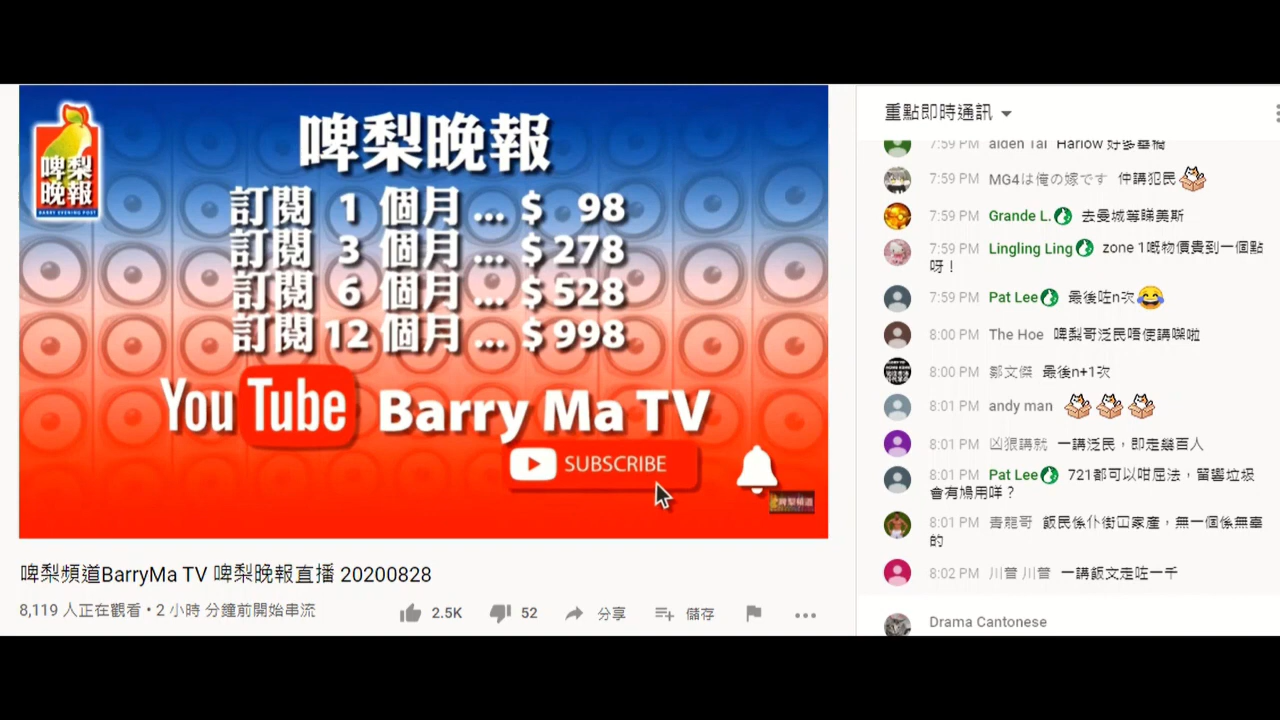 啤梨晚報
BARRY EVENING POST
啤梨晚報
訂閱 1 個月 ... $ 98
訂閱 3 個月 ... $ 278
訂閱 6 個月 ... $ 528
訂閱 12 個月 ... $ 998
YouTube Barry Ma TV
SUBSCRIBE
啤梨頻道
啤梨頻道BarryMa TV 啤梨晚報直播 20200828
8,119 人正在觀看 • 2 小時 分鐘前開始串流
2.5K
52
分享
儲存
重點即時通訊
7:59 PM aiden Tai Harlow 好多華橋
7:59 PM MG4は俺の嫁です 仲講犯民
7:59 PM Grande L. 去曼城等睇美斯
7:59 PM Lingling Ling zone 1嘅物價貴到一個點
呀！
7:59 PM Pat Lee 最後咗n次
8:00 PM The Hoe 啤梨哥泛民唔使講㗎啦
8:00 PM 鄒文傑 最後n+1次
8:01 PM andy man
8:01 PM 凶狠講就 一講泛民，即走幾百人
8:01 PM Pat Lee 721都可以咁屈法，留響垃圾
會有鳩用咩？
8:01 PM 青龍哥 飯民係仆街冚家產，無一個係無辜
的
8:02 PM 川普 川普 一講飯文走咗一千
Drama Cantonese